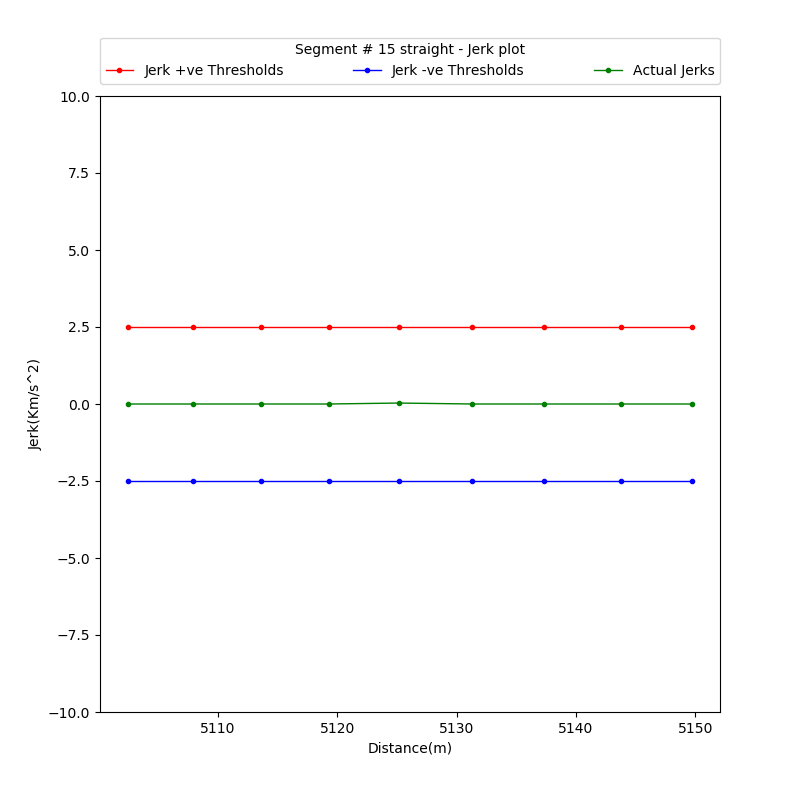 Segment # 15 straight - Jerk plot
Jerk +ve Thresholds Jerk -ve Thresholds Actual Jerks
10.0
7.5
5.0
2.5
0.0
−2.5
−5.0
−7.5
−10.0
Jerk(Km/s^2)
5110 5120 5130 5140 5150
Distance(m)